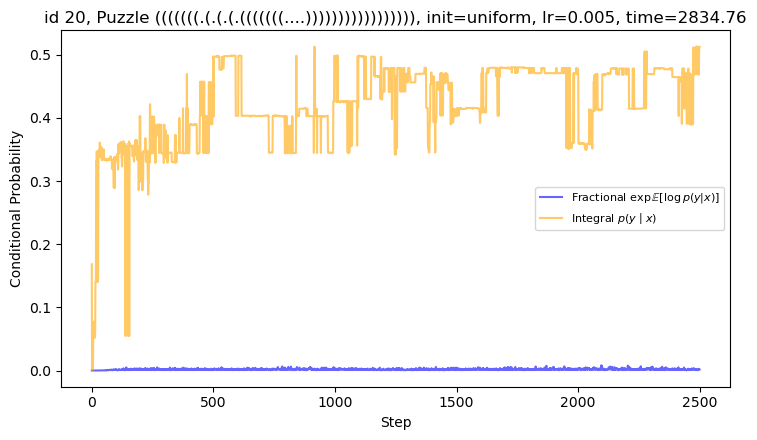 id 20, Puzzle (((((((.(.(.(.(((((((....))))))))))))))))), init=uniform, lr=0.005, time=2834.76
0.5
0.4
0.3
0.2
0.1
0.0
Conditional Probability
Fractional exp𝔼[log p(y|x)]
Integral p(y | x)
0
500
1000
1500
2000
2500
Step